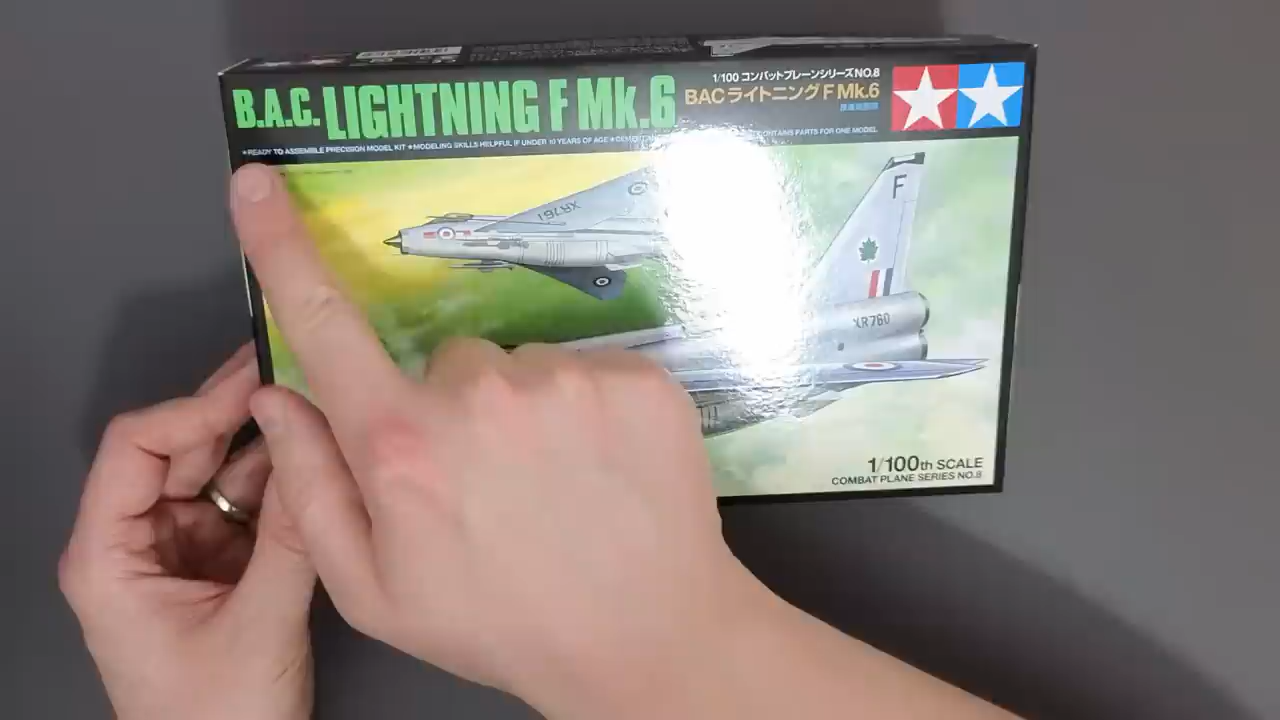 B.A.C. LIGHTNING F Mk.6
1/100 コンバットプレーンシリーズNO.8
BACライトニング F Mk.6
★READY TO ASSEMBLE PRECISION MODEL KIT ★MODELING SKILLS HELPFUL IF UNDER 10 YEARS OF AGE ★CEMENT
CONTAINS PARTS FOR ONE MODEL
XR761
F
XR760
1/100th SCALE
COMBAT PLANE SERIES NO.8